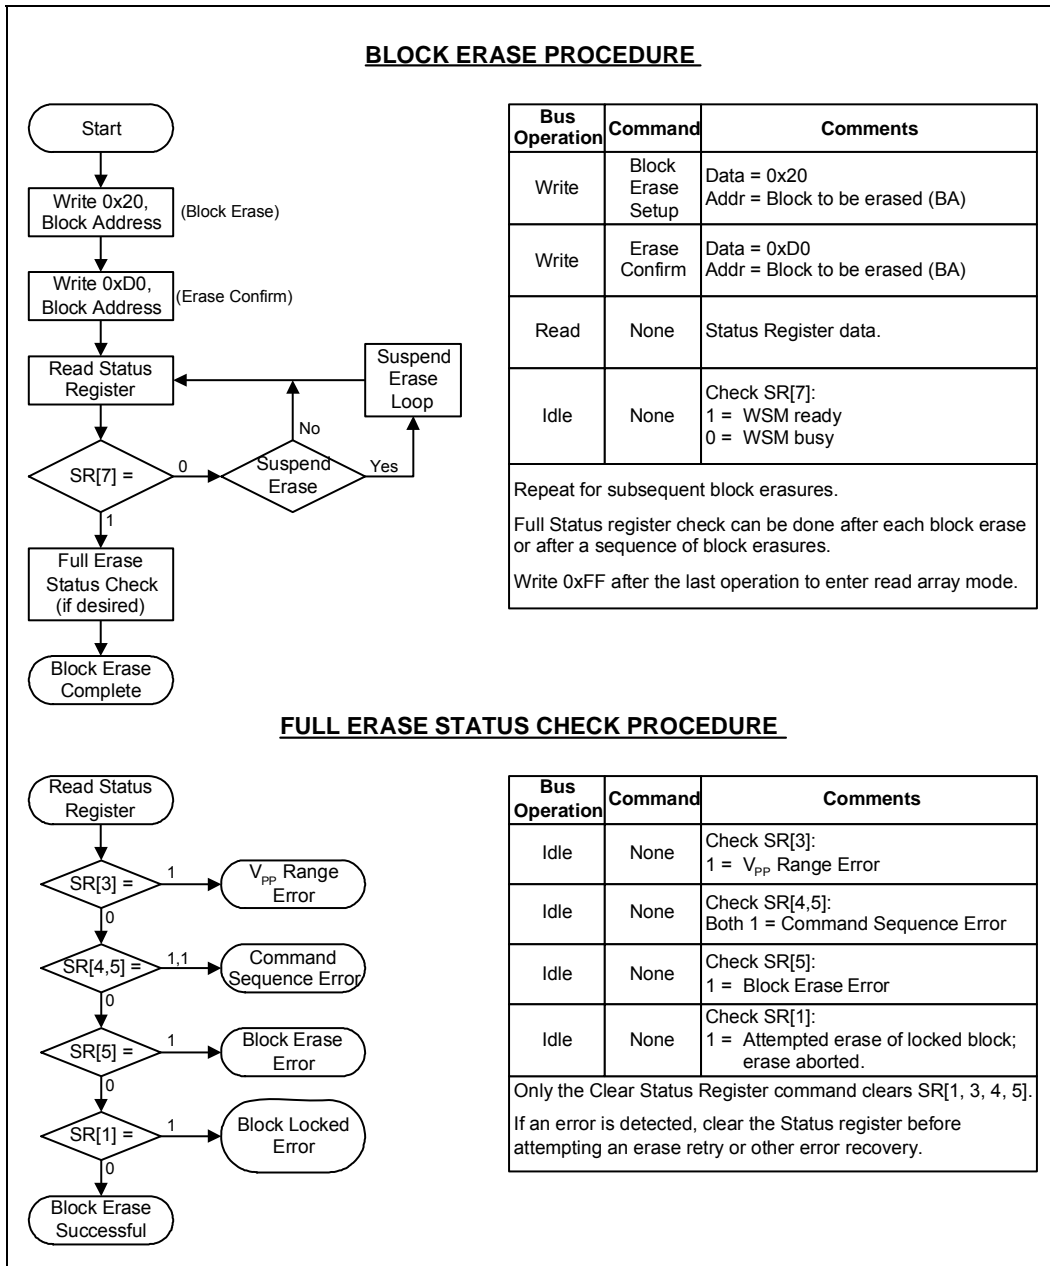 BLOCK ERASE PROCEDURE
Start
Write 0x20,
Block Address
(Block Erase)
Write 0xD0,
Block Address
(Erase Confirm)
Read Status
Register
Suspend
Erase
Loop
No
SR[7] =
0
Suspend
Erase
Yes
1
Full Erase
Status Check
(if desired)
Block Erase
Complete
Bus
Operation
Command
Comments
Write
Block
Erase
Setup
Data = 0x20
Addr = Block to be erased (BA)
Write
Erase
Confirm
Data = 0xD0
Addr = Block to be erased (BA)
Read
None
Status Register data.
Idle
None
Check SR[7]:
1 = WSM ready
0 = WSM busy
Repeat for subsequent block erasures.
Full Status register check can be done after each block erase
or after a sequence of block erasures.
Write 0xFF after the last operation to enter read array mode.
FULL ERASE STATUS CHECK PROCEDURE
Read Status
Register
SR[3] =
1
VPP Range
Error
0
SR[4,5] =
1,1
Command
Sequence Error
0
SR[5] =
1
Block Erase
Error
0
SR[1] =
1
Block Locked
Error
0
Block Erase
Successful
Bus
Operation
Command
Comments
Idle
None
Check SR[3]:
1 = VPP Range Error
Idle
None
Check SR[4,5]:
Both 1 = Command Sequence Error
Idle
None
Check SR[5]:
1 = Block Erase Error
Idle
None
Check SR[1]:
1 = Attempted erase of locked block;
erase aborted.
Only the Clear Status Register command clears SR[1, 3, 4, 5].
If an error is detected, clear the Status register before
attempting an erase retry or other error recovery.